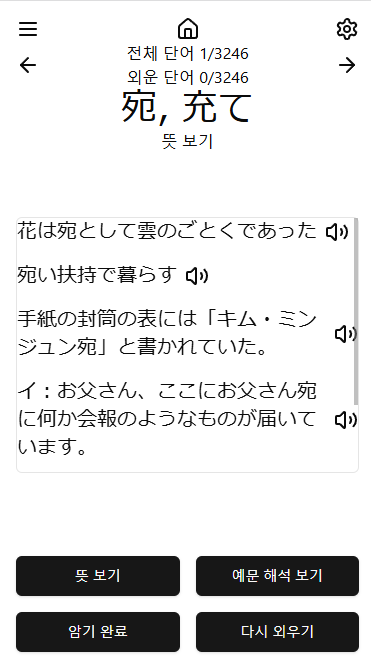 전체 단어 1/3246
외운 단어 0/3246
宛, 充て
뜻 보기
花は宛として雲のごとくであった
宛い扶持で暮らす
手紙の封筒の表には「キム・ミン
ジュン宛」と書かれていた。
イ：お父さん、ここにお父さん宛
に何か会報のようなものが届いて
います。
뜻 보기
예문 해석 보기
암기 완료
다시 외우기